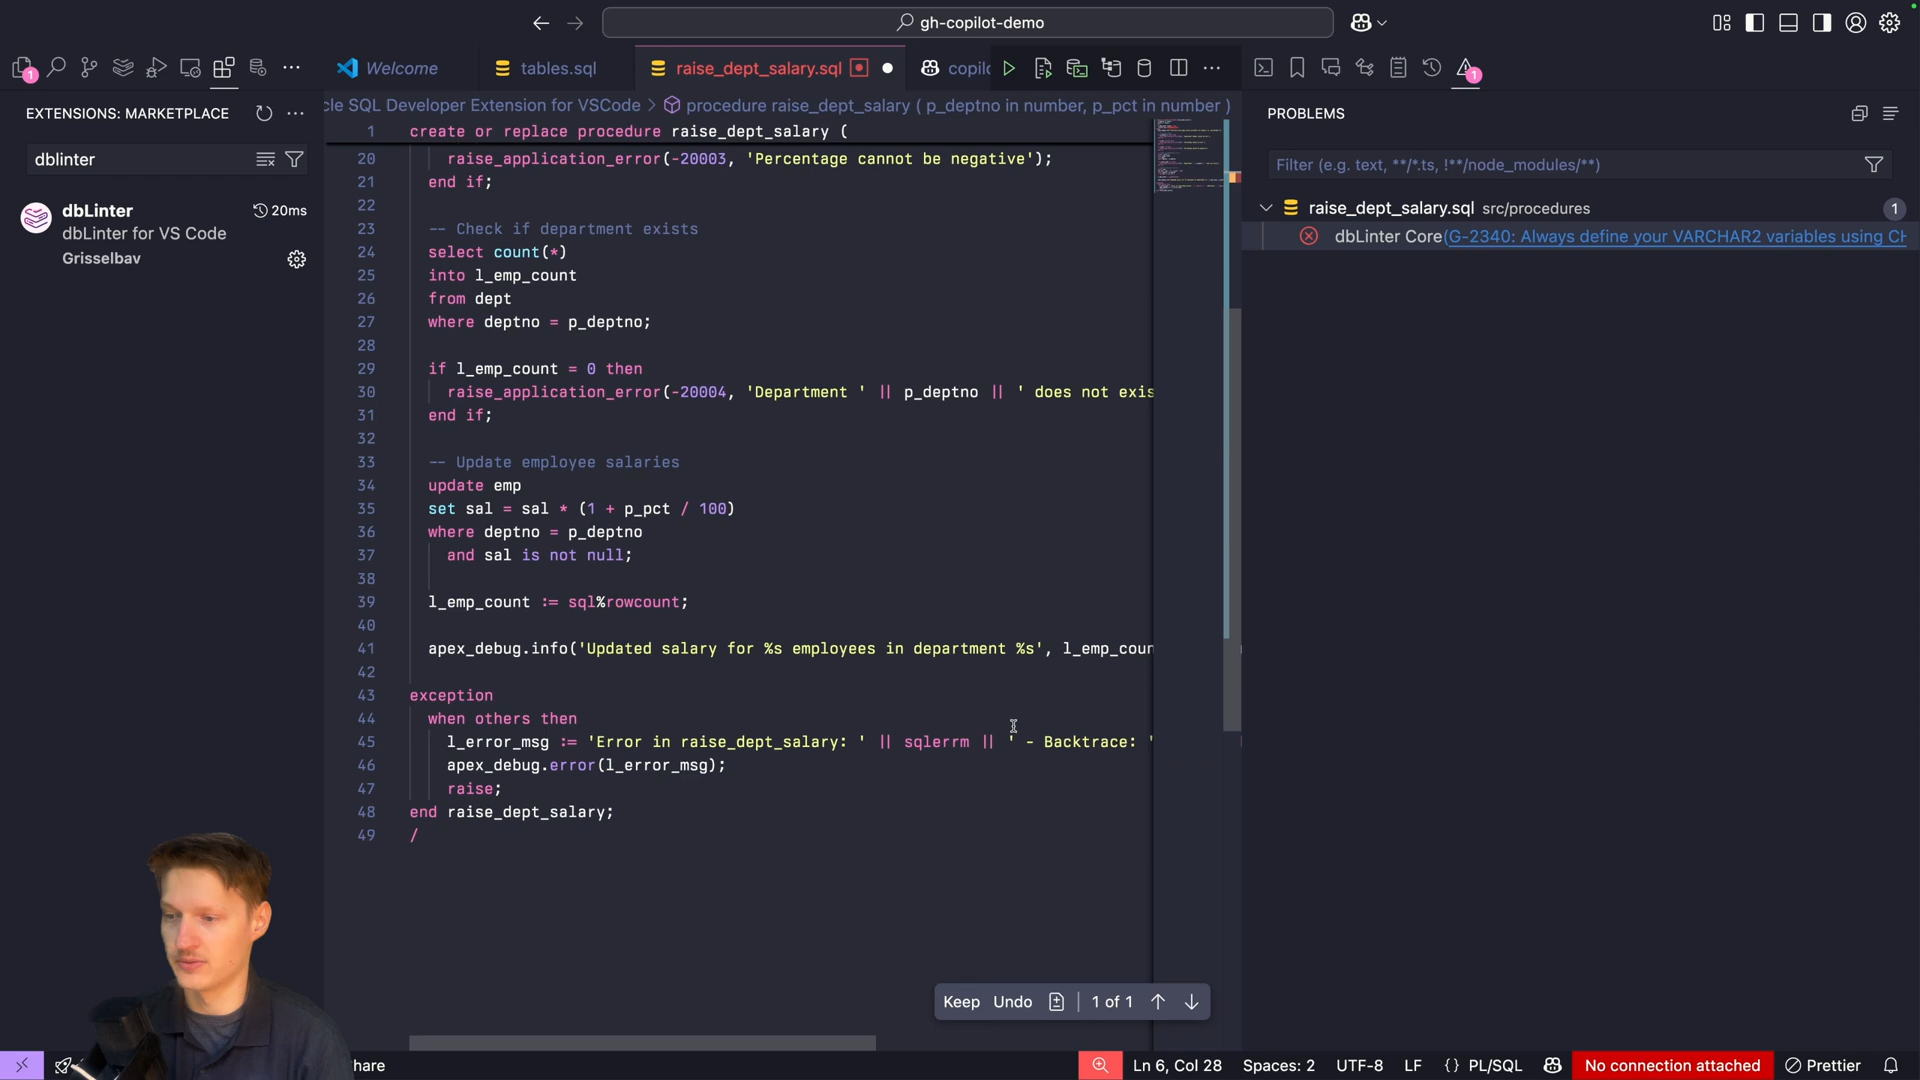 gh-copilot-demo
1
Welcome
tables.sql
raise_dept_salary.sql
copilo
1
EXTENSIONS: MARKETPLACE
cle SQL Developer Extension for VSCode > procedure raise_dept_salary ( p_deptno in number, p_pct in number )
PROBLEMS
dblinter
Filter (e.g. text, **/*.ts, !**/node_modules/**)
dbLinter
20ms
dbLinter for VS Code
Grisselbav
raise_dept_salary.sql src/procedures 1
dbLinter Core(G-2340: Always define your VARCHAR2 variables using CH
1 create or replace procedure raise_dept_salary (
20 raise_application_error(-20003, 'Percentage cannot be negative');
21 end if;
22
23 -- Check if department exists
24 select count(*)
25 into l_emp_count
26 from dept
27 where deptno = p_deptno;
28
29 if l_emp_count = 0 then
30 raise_application_error(-20004, 'Department ' || p_deptno || ' does not exis
31 end if;
32
33 -- Update employee salaries
34 update emp
35 set sal = sal * (1 + p_pct / 100)
36 where deptno = p_deptno
37 and sal is not null;
38
39 l_emp_count := sql%rowcount;
40
41 apex_debug.info('Updated salary for %s employees in department %s', l_emp_coun
42
43 exception
44 when others then
45 l_error_msg := 'Error in raise_dept_salary: ' || sqlerrm || ' - Backtrace: '
46 apex_debug.error(l_error_msg);
47 raise;
48 end raise_dept_salary;
49 /
Keep Undo 1 of 1
hare
Ln 6, Col 28 Spaces: 2 UTF-8 LF {} PL/SQL No connection attached Prettier